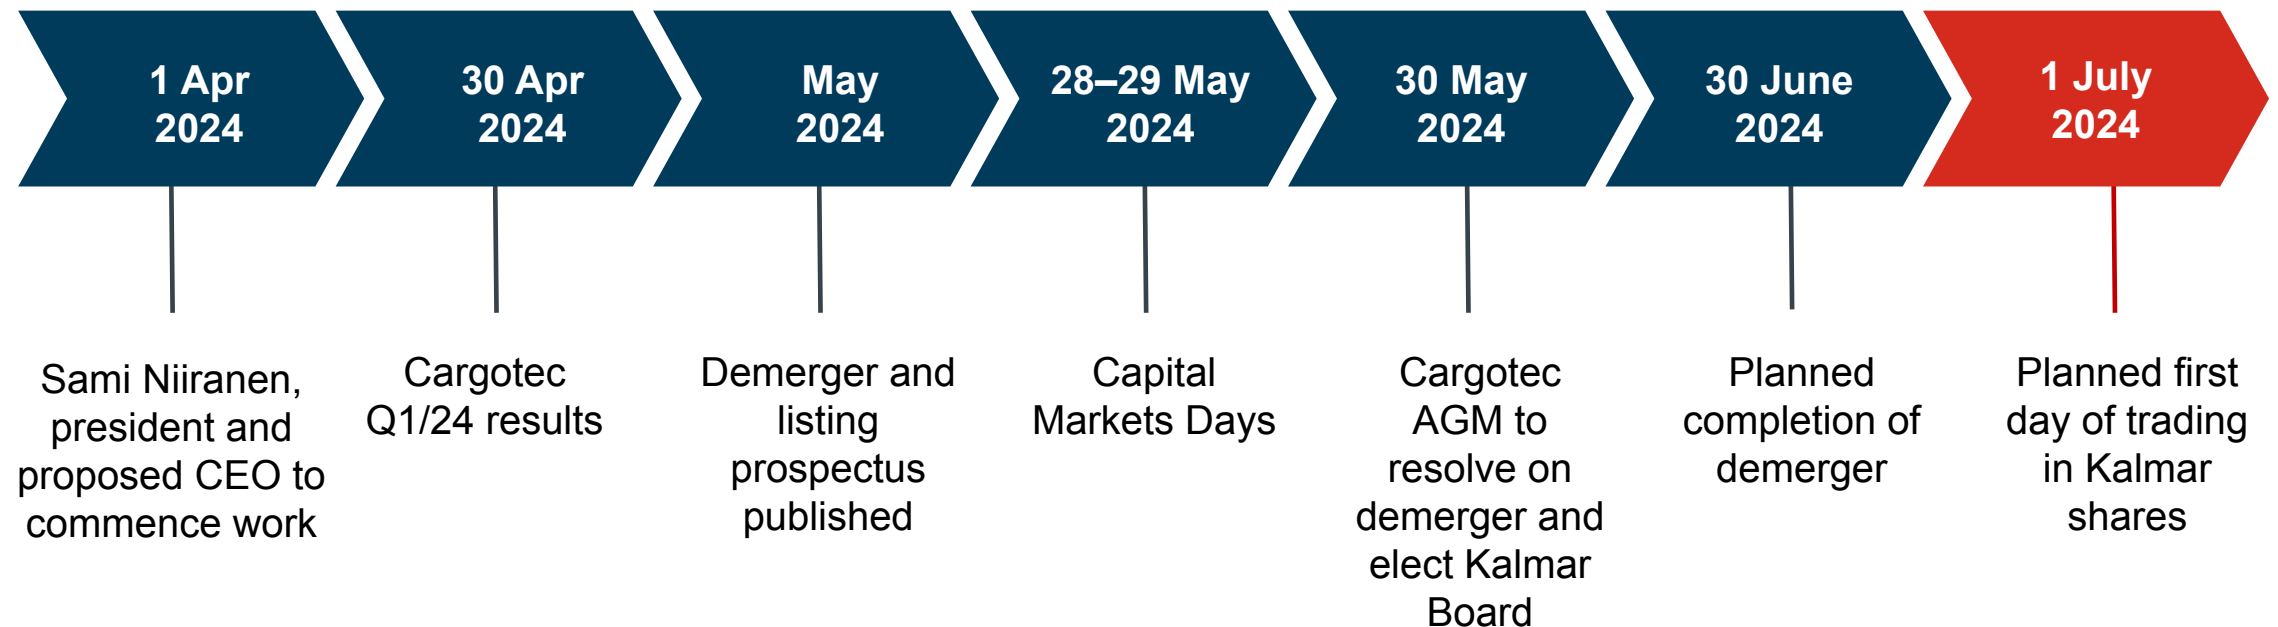 1 Apr
2024
30 Apr
2024
May
2024
28–29 May
2024
30 May
2024
30 June
2024
1 July
2024
Sami Niiranen,
president and
proposed CEO to
commence work
Cargotec
Q1/24 results
Demerger and
listing
prospectus
published
Capital
Markets Days
Cargotec
AGM to
resolve on
demerger and
elect Kalmar
Board
Planned
completion of
demerger
Planned first
day of trading
in Kalmar
shares